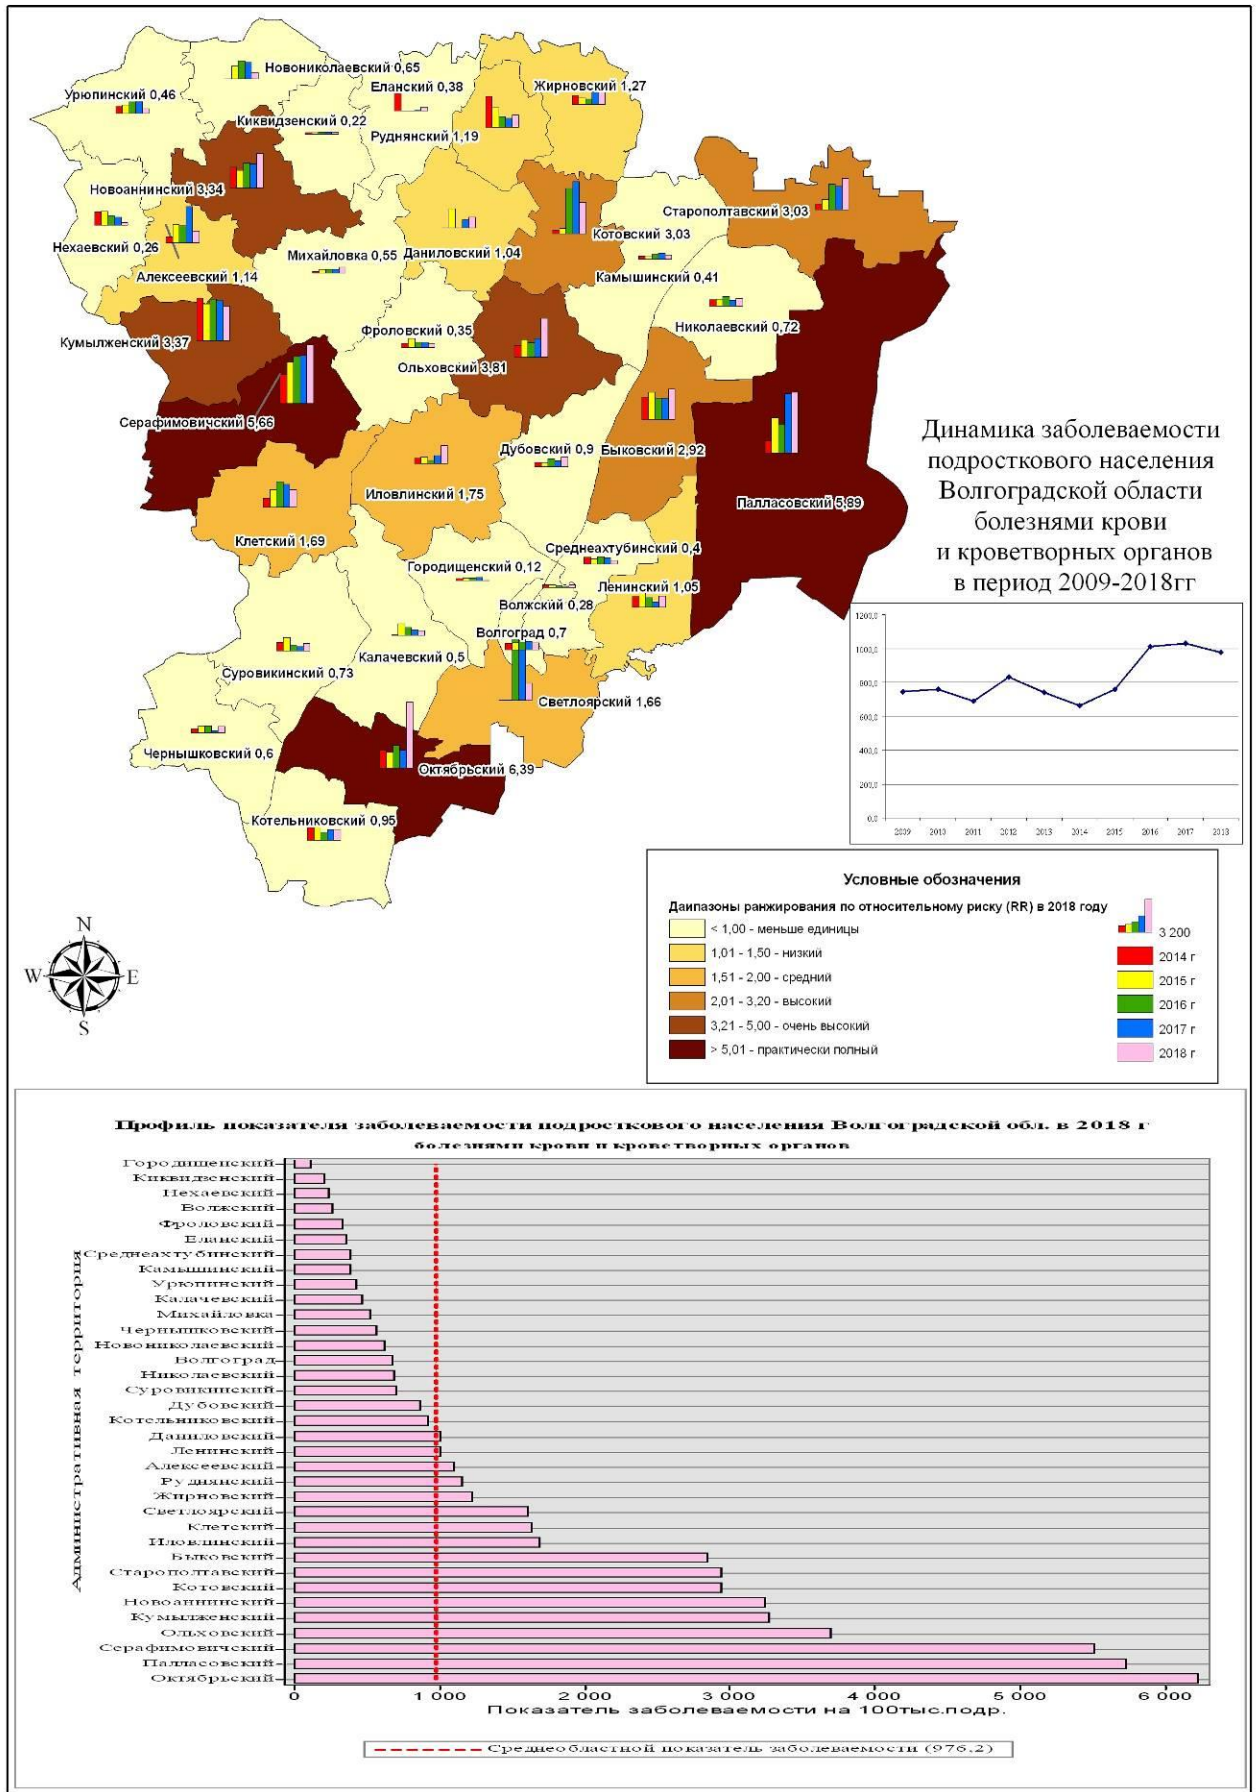 Новониколаевский 0,65
Урюпинский 0,46
Еланский 0,38
Жирновский 1,27
Киквидзенский 0,22
Руднянский 1,19
Новоаннинский 3,34
Старополтавский 3,03
Нехаевский 0,26
Михайловка 0,55
Даниловский 1,04
Котовский 3,03
Алексеевский 1,14
Камышинский 0,41
Фроловский 0,35
Николаевский 0,72
Кумылженский 3,37
Ольховский 3,81
Серафимовичский 5,66
Дубовский 0,9
Быковский 2,92
Иловлинский 1,75
Палласовский 5,89
Клетский 1,69
Среднеахтубинский 0,4
Городищенский 0,12
Ленинский 1,05
Волжский 0,28
Волгоград 0,7
Калачевский 0,5
Суровикинский 0,73
Светлоярский 1,66
Чернышковский 0,6
Октябрьский 6,39
Котельниковский 0,95
Динамика заболеваемости
подросткового населения
Волгоградской области
болезнями крови
и кроветворных органов
в период 2009-2018гг
1200,0
1000,0
800,0
600,0
400,0
200,0
0,0
2009 2010 2011 2012 2013 2014 2015 2016 2017 2018
N
W E
S
Условные обозначения
Даипазоны ранжирования по относительному риску (RR) в 2018 году
< 1,00 - меньше единицы
1,01 - 1,50 - низкий
1,51 - 2,00 - средний
2,01 - 3,20 - высокий
3,21 - 5,00 - очень высокий
> 5,01 - практически полный
3 200
2014 г
2015 г
2016 г
2017 г
2018 г
Профиль показателя заболеваемости подросткового населения Волгоградской обл. в 2018 г
болезнями крови и кроветворных органов
Административная территория
Городищенский
Киквидзенский
Нехаевский
Волжский
Фроловский
Еланский
Среднеахтубинский
Камышинский
Урюпинский
Калачевский
Михайловка
Чернышковский
Новониколаевский
Волгоград
Николаевский
Суровикинский
Дубовский
Котельниковский
Даниловский
Ленинский
Алексеевский
Руднянский
Жирновский
Светлоярский
Клетский
Иловлинский
Быковский
Старополтавский
Котовский
Новоаннинский
Кумылженский
Ольховский
Серафимовичский
Палласовский
Октябрьский
0 1 000 2 000 3 000 4 000 5 000 6 000
Показатель заболеваемости на 100тыс.подр.
Среднеобластной показатель заболеваемости (976,2)